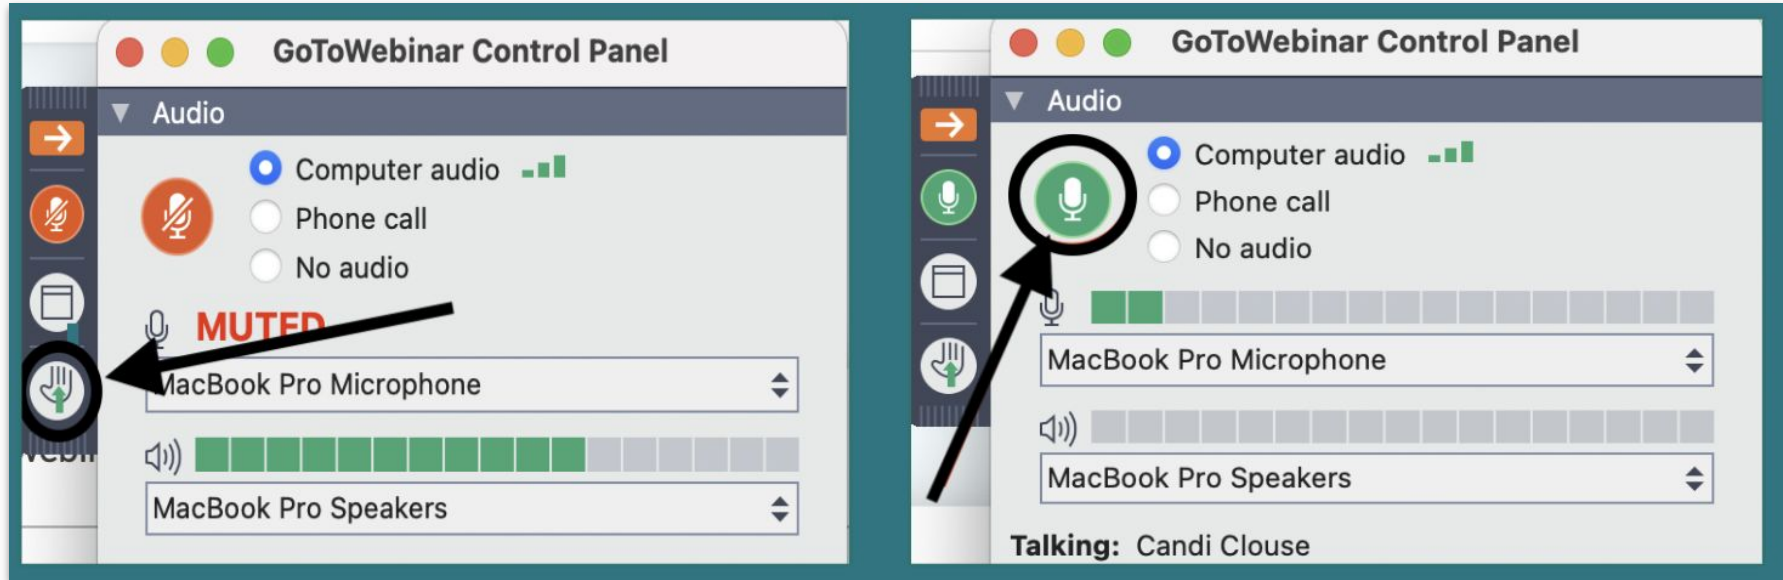 GoToWebinar Control Panel
Audio
Computer audio
Phone call
No audio
MUTED
MacBook Pro Microphone
MacBook Pro Speakers
GoToWebinar Control Panel
Audio
Computer audio
Phone call
No audio
MacBook Pro Microphone
MacBook Pro Speakers
Talking: Candi Clouse